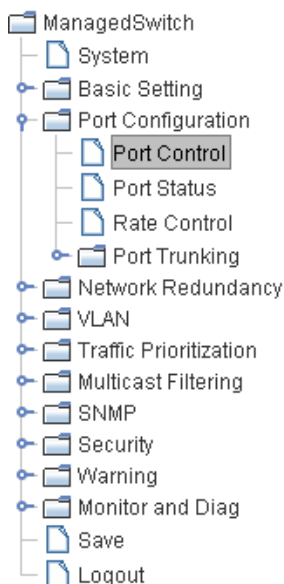 ManagedSwitch
System
Basic Setting
Port Configuration
Port Control
Port Status
Rate Control
Port Trunking
Network Redundancy
VLAN
Traffic Prioritization
Multicast Filtering
SNMP
Security
Warning
Monitor and Diag
Save
Logout